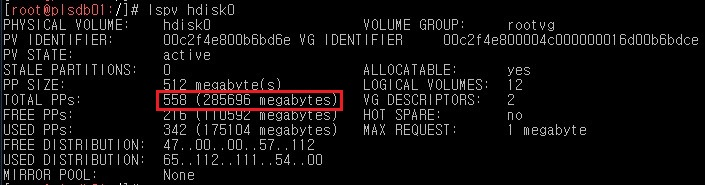 [root@plsdb01:/]# lspv hdisk0
PHYSICAL VOLUME:    hdisk0                   VOLUME GROUP:     rootvg
PV IDENTIFIER:      00c2f4e800b6bd6e VG IDENTIFIER     00c2f4e800004c000000016d00b6bdce
PV STATE:           active
STALE PARTITIONS:   0                        ALLOCATABLE:      yes
PP SIZE:            512 megabyte(s)          LOGICAL VOLUMES:  12
TOTAL PPs:          558 (285696 megabytes)   VG DESCRIPTORS:   2
FREE PPs:           216 (110592 megabytes)   HOT SPARE:        no
USED PPs:           342 (175104 megabytes)   MAX REQUEST:      1 megabyte
FREE DISTRIBUTION:  47..00..00..57..112
USED DISTRIBUTION:  65..112..111..54..00
MIRROR POOL:        None